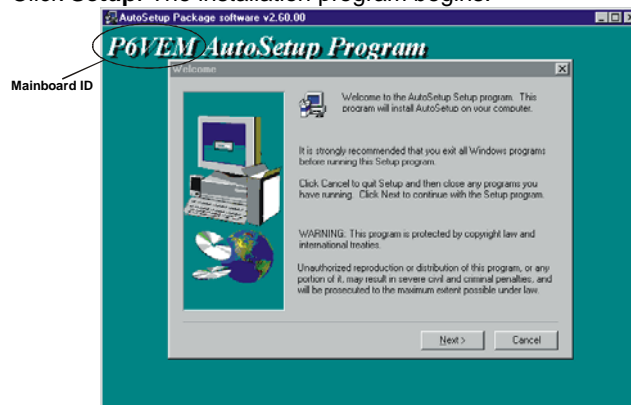 Click Setup. The installation program begins.
AutoSetup Package software v2.60.00
P6VEM AutoSetup Program
Mainboard ID
Welcome
Welcome to the AutoSetup Setup program. This
program will install AutoSetup on your computer.
It is strongly recommended that you exit all Windows programs
before running this Setup program.
Click Cancel to quit Setup and then close any programs you
have running. Click Next to continue with the Setup program.
WARNING: This program is protected by copyright law and
international treaties.
Unauthorized reproduction or distribution of this program, or any
portion of it, may result in severe civil and criminal penalties, and
will be prosecuted to the maximum extent possible under law.
Next >
Cancel